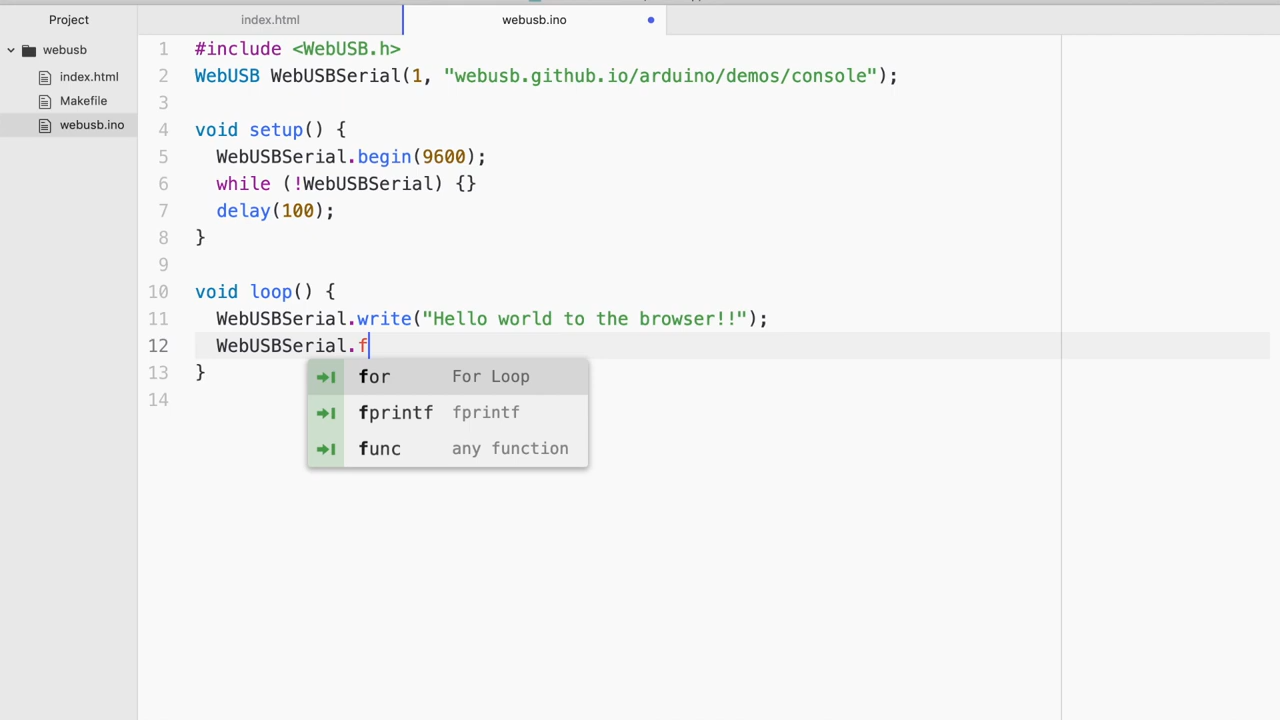 Project
index.html
webusb.ino
webusb
index.html
Makefile
webusb.ino
1 #include <WebUSB.h>
2 WebUSB WebUSBSerial(1, "webusb.github.io/arduino/demos/console");
3
4 void setup() {
5 WebUSBSerial.begin(9600);
6 while (!WebUSBSerial) {}
7 delay(100);
8 }
9
10 void loop() {
11 WebUSBSerial.write("Hello world to the browser!!");
12 WebUSBSerial.f
13 }
14
for For Loop
fprintf fprintf
func any function